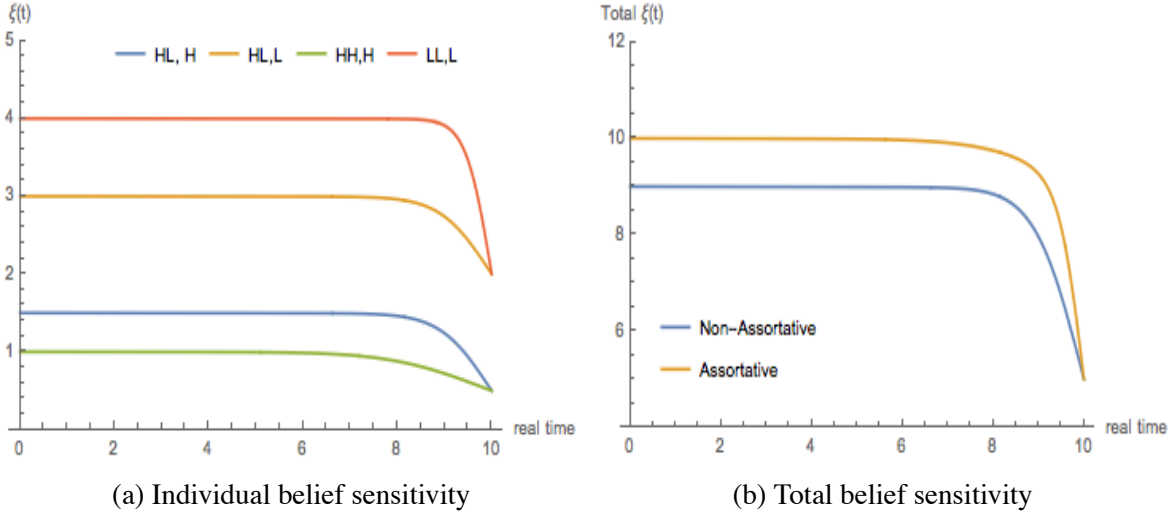 ξ(t)
5
HL, H HL,L HH,H LL,L
4
3
2
1
0 2 4 6 8 10 real time
(a) Individual belief sensitivity
Total ξ(t)
12
10
8
6
Non-Assortative
Assortative
0 2 4 6 8 10 real time
(b) Total belief sensitivity